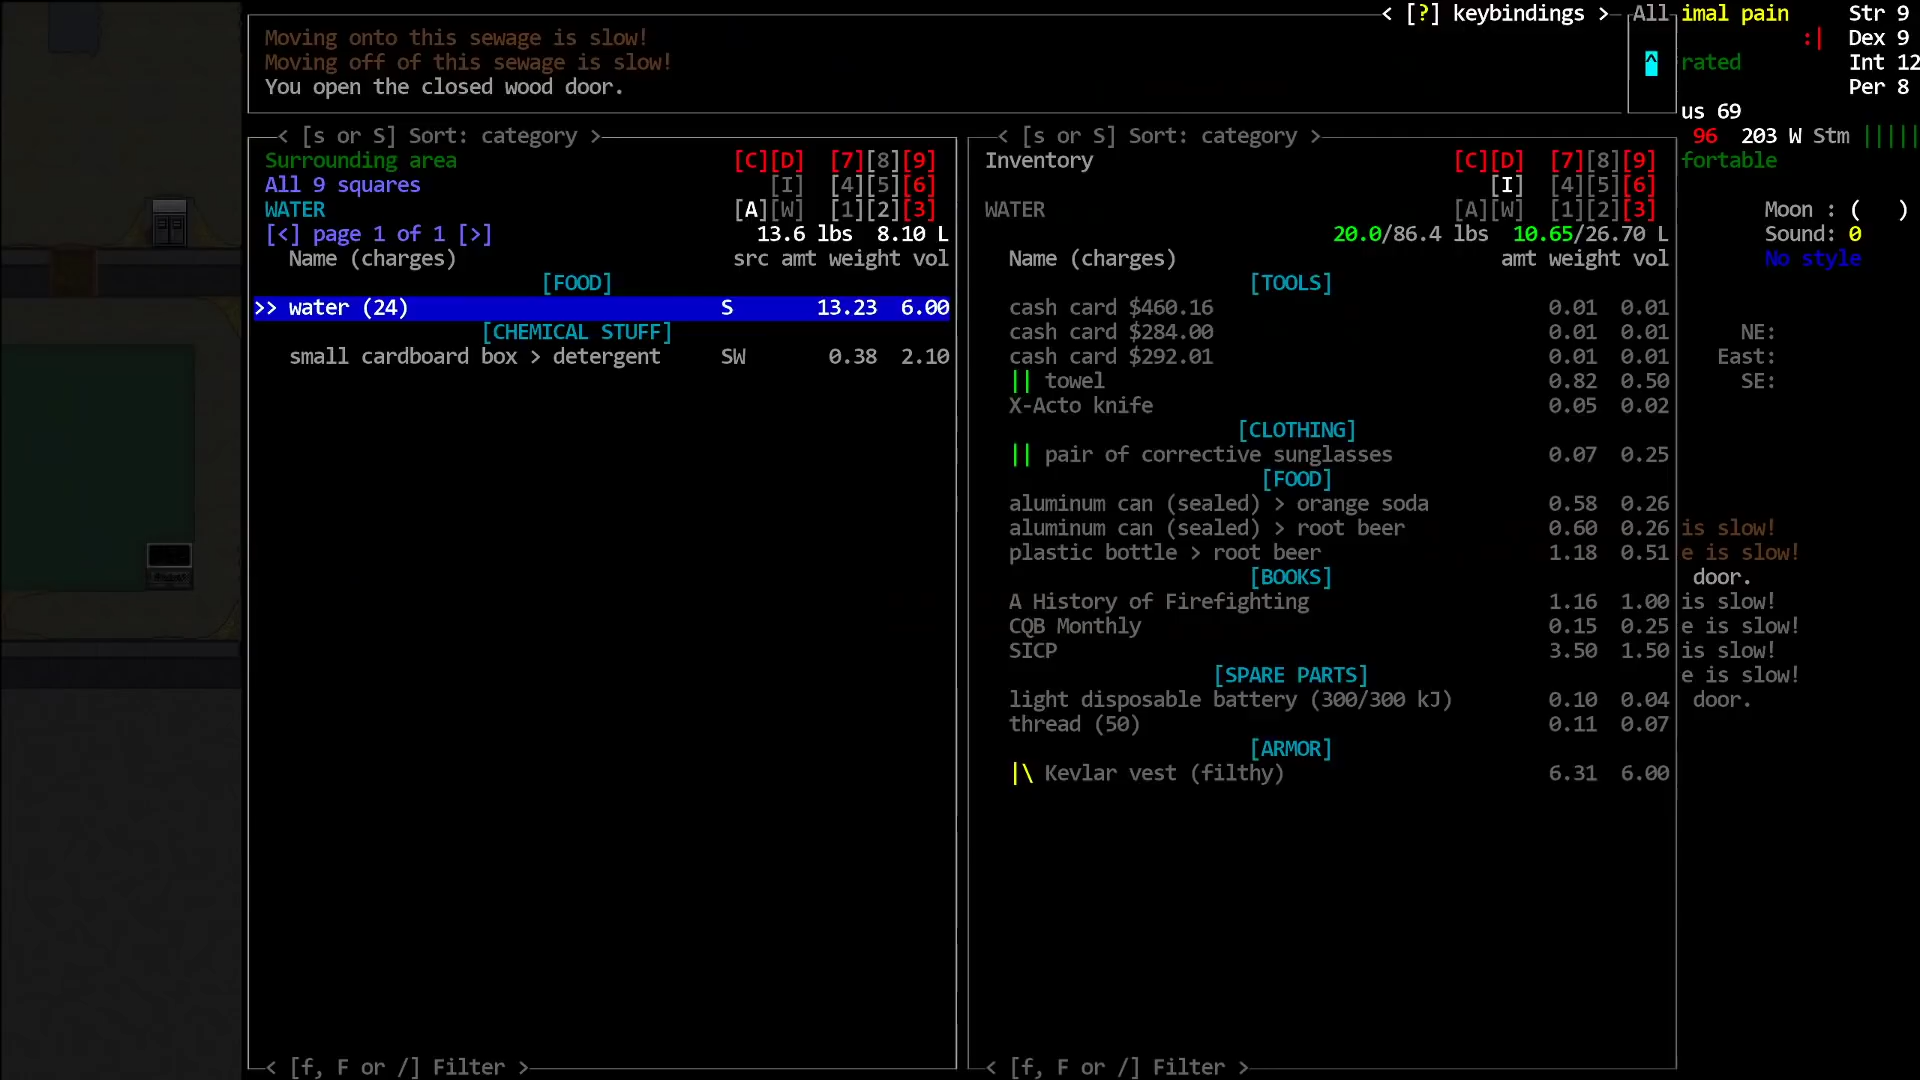 < [?] keybindings >
Moving onto this sewage is slow!
Moving off of this sewage is slow!
You open the closed wood door.
All
^
imal pain
Str 9
:|
Dex 9
rated
Int 12
Per 8
us 69
96 203 W Stm |||||
fortable
Moon : (   )
Sound: 0
No style
NE:
East:
SE:
is slow!
e is slow!
door.
is slow!
e is slow!
is slow!
e is slow!
door.
< [s or S] Sort: category >
Surrounding area [C][D] [7][8][9]
All 9 squares [I] [4][5][6]
WATER [A][W] [1][2][3]
[<] page 1 of 1 [>] 13.6 lbs 8.10 L
Name (charges) src amt weight vol
[FOOD]
>> water (24) S 13.23 6.00
[CHEMICAL STUFF]
small cardboard box > detergent SW 0.38 2.10
< [f, F or /] Filter >
< [s or S] Sort: category >
Inventory [C][D] [7][8][9]
[I] [4][5][6]
WATER [A][W] [1][2][3]
20.0/86.4 lbs 10.65/26.70 L
Name (charges) amt weight vol
[TOOLS]
cash card $460.16 0.01 0.01
cash card $284.00 0.01 0.01
cash card $292.01 0.01 0.01
|| towel 0.82 0.50
X-Acto knife 0.05 0.02
[CLOTHING]
|| pair of corrective sunglasses 0.07 0.25
[FOOD]
aluminum can (sealed) > orange soda 0.58 0.26
aluminum can (sealed) > root beer 0.60 0.26
plastic bottle > root beer 1.18 0.51
[BOOKS]
A History of Firefighting 1.16 1.00
CQB Monthly 0.15 0.25
SICP 3.50 1.50
[SPARE PARTS]
light disposable battery (300/300 kJ) 0.10 0.04
thread (50) 0.11 0.07
[ARMOR]
|\ Kevlar vest (filthy) 6.31 6.00
< [f, F or /] Filter >